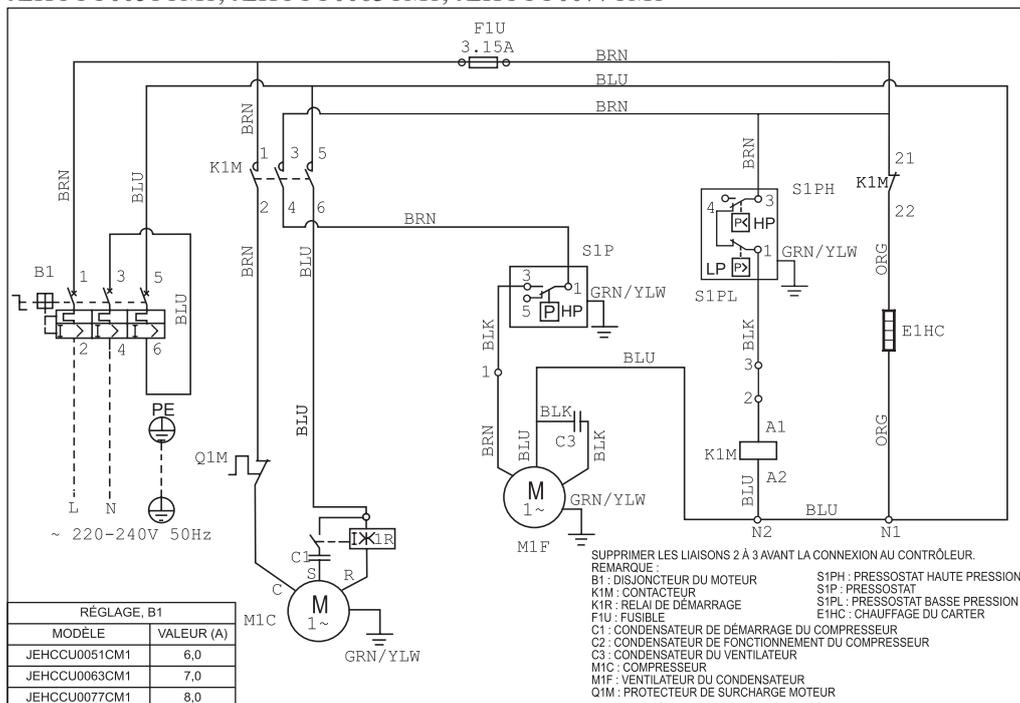 F1U
3.15A
BRN
BLU
BRN
BRN
BRN
BLU
BRN
1 3 5
K1M
2 4 6
BRN
BRN
BLU
BLU
B1
1 3 5
BLU
2 4 6
PE
L N
~ 220-240V 50Hz
S1P
3 1
5
P HP
GRN/YLW
BLK
1
BRN
BLU
BLK
C3
BLK
BLU
M
1~
M1F
GRN/YLW
S1PH
4 3
P< HP
1
LP P>
S1PL
GRN/YLW
BLK
3
2
A1
K1M
A2
BLU
N2
BLU
N1
21
K1M
22
ORG
E1HC
ORG
Q1M
1R
C1
S
C R
M
1~
M1C
GRN/YLW
SUPPRIMER LES LIAISONS 2 À 3 AVANT LA CONNEXION AU CONTRÔLEUR.
REMARQUE :
B1 : DISJONCTEUR DU MOTEUR
K1M : CONTACTEUR
K1R : RELAI DE DÉMARRAGE
F1U : FUSIBLE
C1 : CONDENSATEUR DE DÉMARRAGE DU COMPRESSEUR
C2 : CONDENSATEUR DE FONCTIONNEMENT DU COMPRESSEUR
C3 : CONDENSATEUR DU VENTILATEUR
M1C : COMPRESSEUR
M1F : VENTILATEUR DU CONDENSATEUR
Q1M : PROTECTEUR DE SURCHARGE MOTEUR
S1PH : PRESSOSTAT HAUTE PRESSION
S1P : PRESSOSTAT
S1PL : PRESSOSTAT BASSE PRESSION
E1HC : CHAUFFAGE DU CARTER
RÉGLAGE, B1
MODÈLE VALEUR (A)
JEHCCU0051CM1 6,0
JEHCCU0063CM1 7,0
JEHCCU0077CM1 8,0